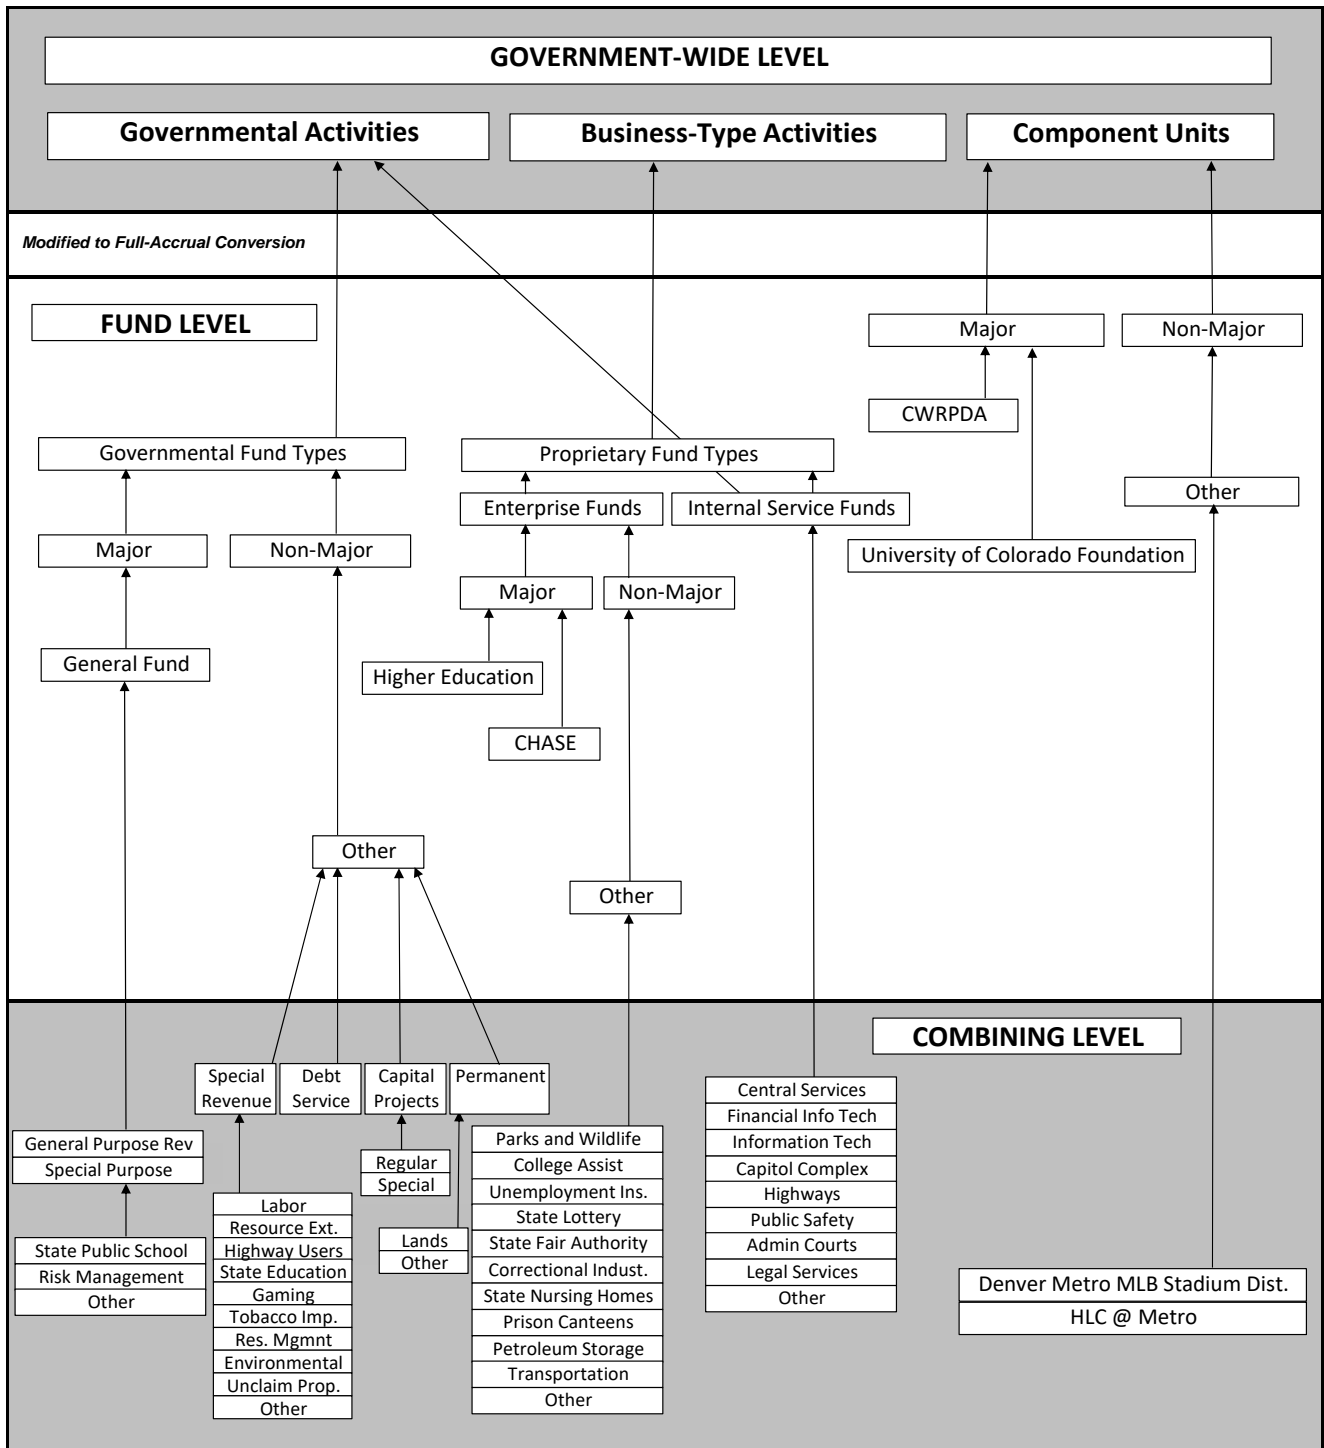 GOVERNMENT-WIDE LEVEL
Governmental Activities
Business-Type Activities
Component Units
Modified to Full-Accrual Conversion
FUND LEVEL
Major
Non-Major
CWRPDA
Governmental Fund Types
Proprietary Fund Types
Other
Enterprise Funds
Internal Service Funds
Major
Non-Major
University of Colorado Foundation
Major
Non-Major
General Fund
Higher Education
CHASE
Other
Other
COMBINING LEVEL
Special
Revenue
Debt
Service
Capital
Projects
Permanent
General Purpose Rev
Special Purpose
State Public School
Risk Management
Other
Labor
Resource Ext.
Highway Users
State Education
Gaming
Tobacco Imp.
Res. Mgmnt
Environmental
Unclaim Prop.
Other
Regular
Special
Lands
Other
Parks and Wildlife
College Assist
Unemployment Ins.
State Lottery
State Fair Authority
Correctional Indust.
State Nursing Homes
Prison Canteens
Petroleum Storage
Transportation
Other
Central Services
Financial Info Tech
Information Tech
Capitol Complex
Highways
Public Safety
Admin Courts
Legal Services
Other
Denver Metro MLB Stadium Dist.
HLC @ Metro